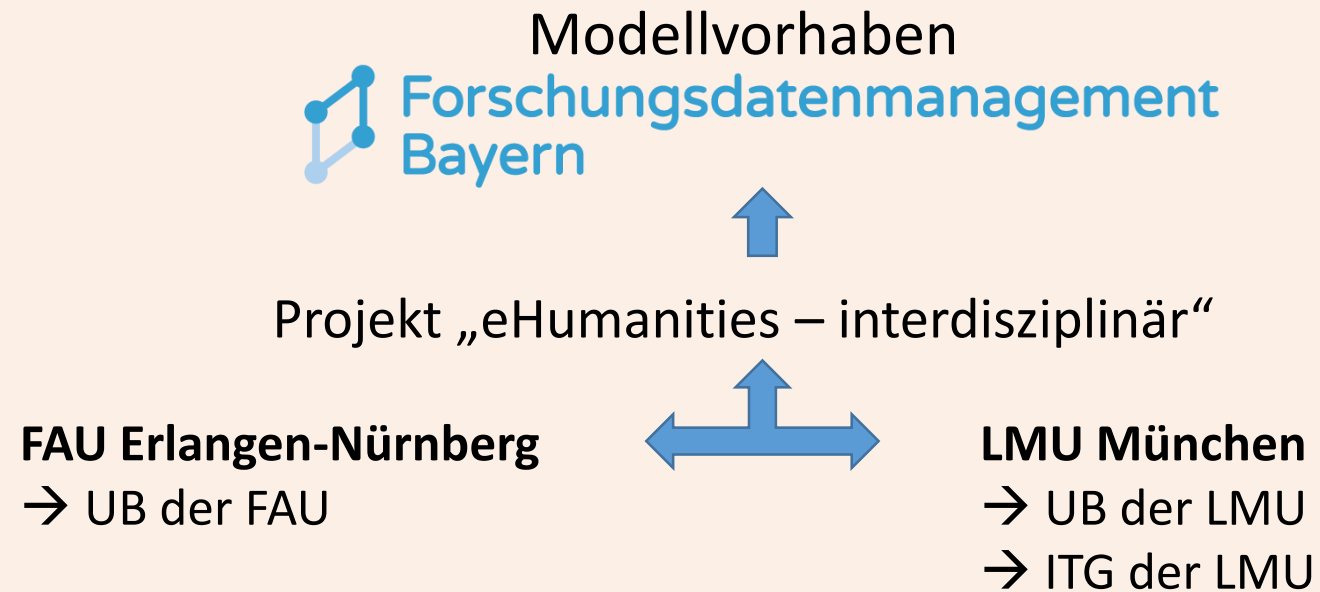 Modellvorhaben
Forschungsdatenmanagement
Bayern
Projekt „eHumanities – interdisziplinär“
FAU Erlangen-Nürnberg
→ UB der FAU
LMU München
→ UB der LMU
→ ITG der LMU